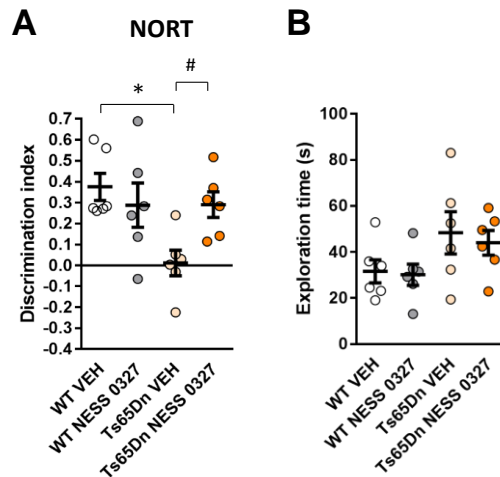 A
NORT
*
#
Discrimination index
0.7
0.6
0.5
0.4
0.3
0.2
0.1
0.0
-0.1
-0.2
-0.3
-0.4
WT VEH
WT NESS 0327
Ts65Dn VEH
Ts65Dn NESS 0327
B
Exploration time (s)
100
80
60
40
20
0
WT VEH
WT NESS 0327
Ts65Dn VEH
Ts65Dn NESS 0327